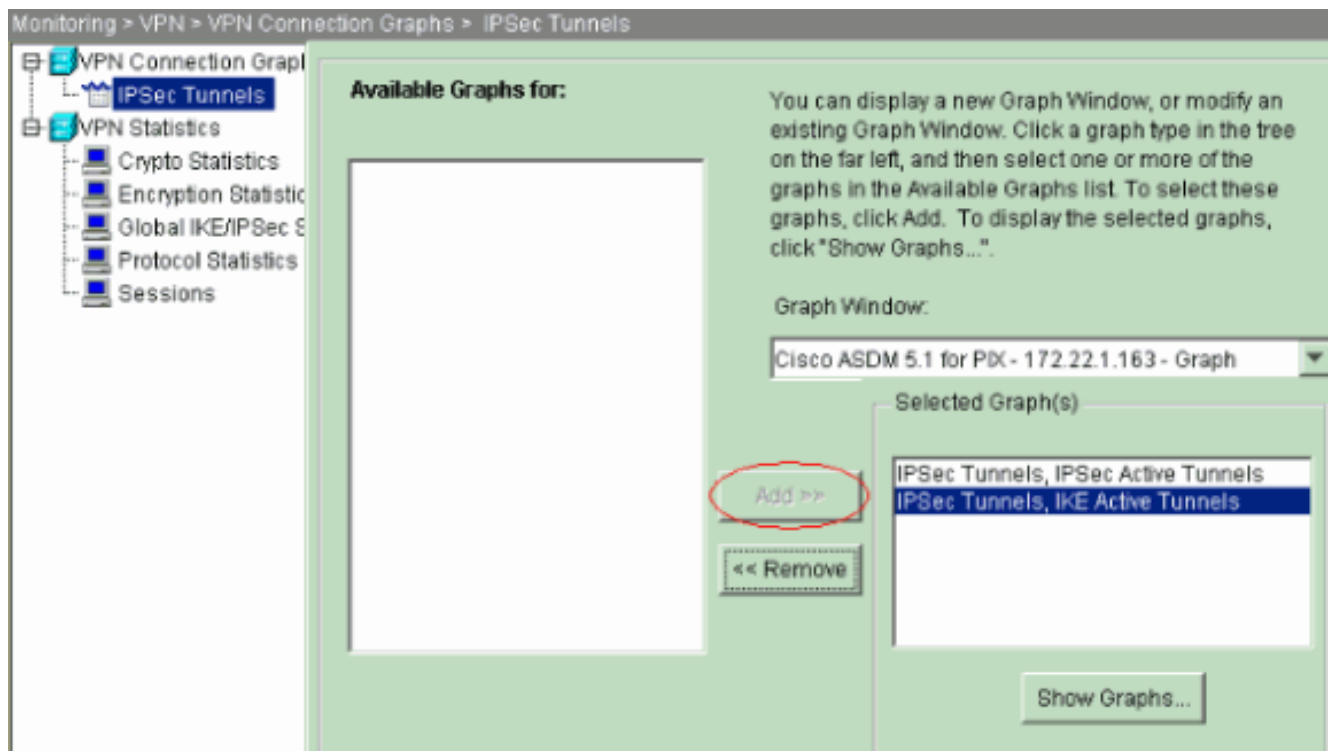 Monitoring > VPN > VPN Connection Graphs > IPSec Tunnels
VPN Connection Grapl
IPSec Tunnels
VPN Statistics
Crypto Statistics
Encryption Statistic
Global IKE/IPSec S
Protocol Statistics
Sessions
Available Graphs for:
You can display a new Graph Window, or modify an
existing Graph Window. Click a graph type in the tree
on the far left, and then select one or more of the
graphs in the Available Graphs list. To select these
graphs, click Add. To display the selected graphs,
click "Show Graphs...".
Graph Window:
Cisco ASDM 5.1 for PIX - 172.22.1.163 - Graph
Add >>
<< Remove
Selected Graph(s)
IPSec Tunnels, IPSec Active Tunnels
IPSec Tunnels, IKE Active Tunnels
Show Graphs...